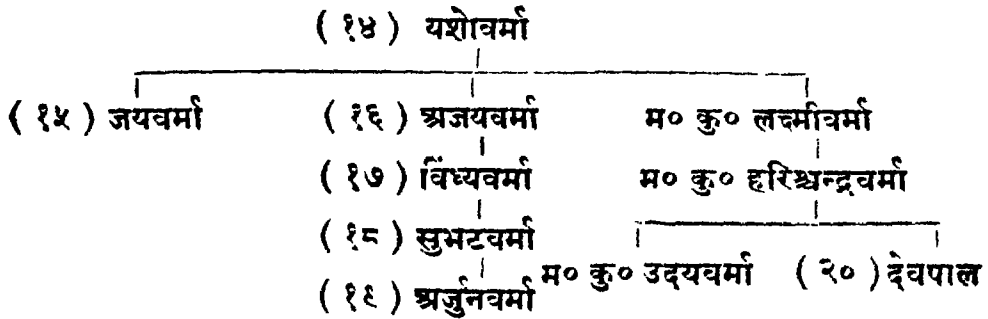 ( १४ ) यशोवर्मा
( १५ ) जयवर्मा ( १६ ) अजयवर्मा म० कु० लक्ष्मीवर्मा
( १७ ) विंध्यवर्मा म० कु० हरिश्चन्द्रवर्मा
( १८ ) सुभटवर्मा
म० कु० उदयवर्मा ( २० ) देवपाल
( १९ ) अर्जुनवर्मा